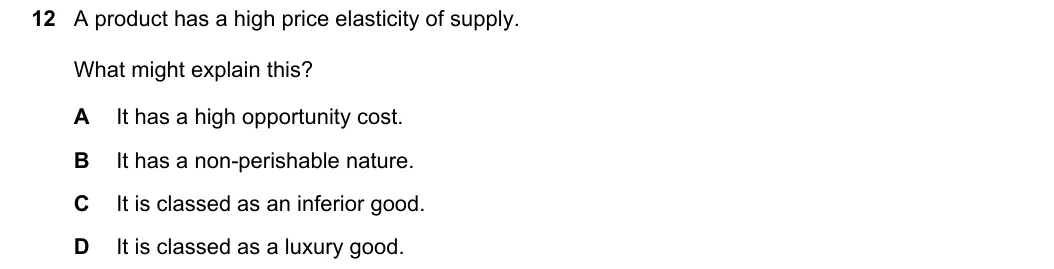 12 A product has a high price elasticity of supply.
What might explain this?
A It has a high opportunity cost.
B It has a non-perishable nature.
C It is classed as an inferior good.
D It is classed as a luxury good.